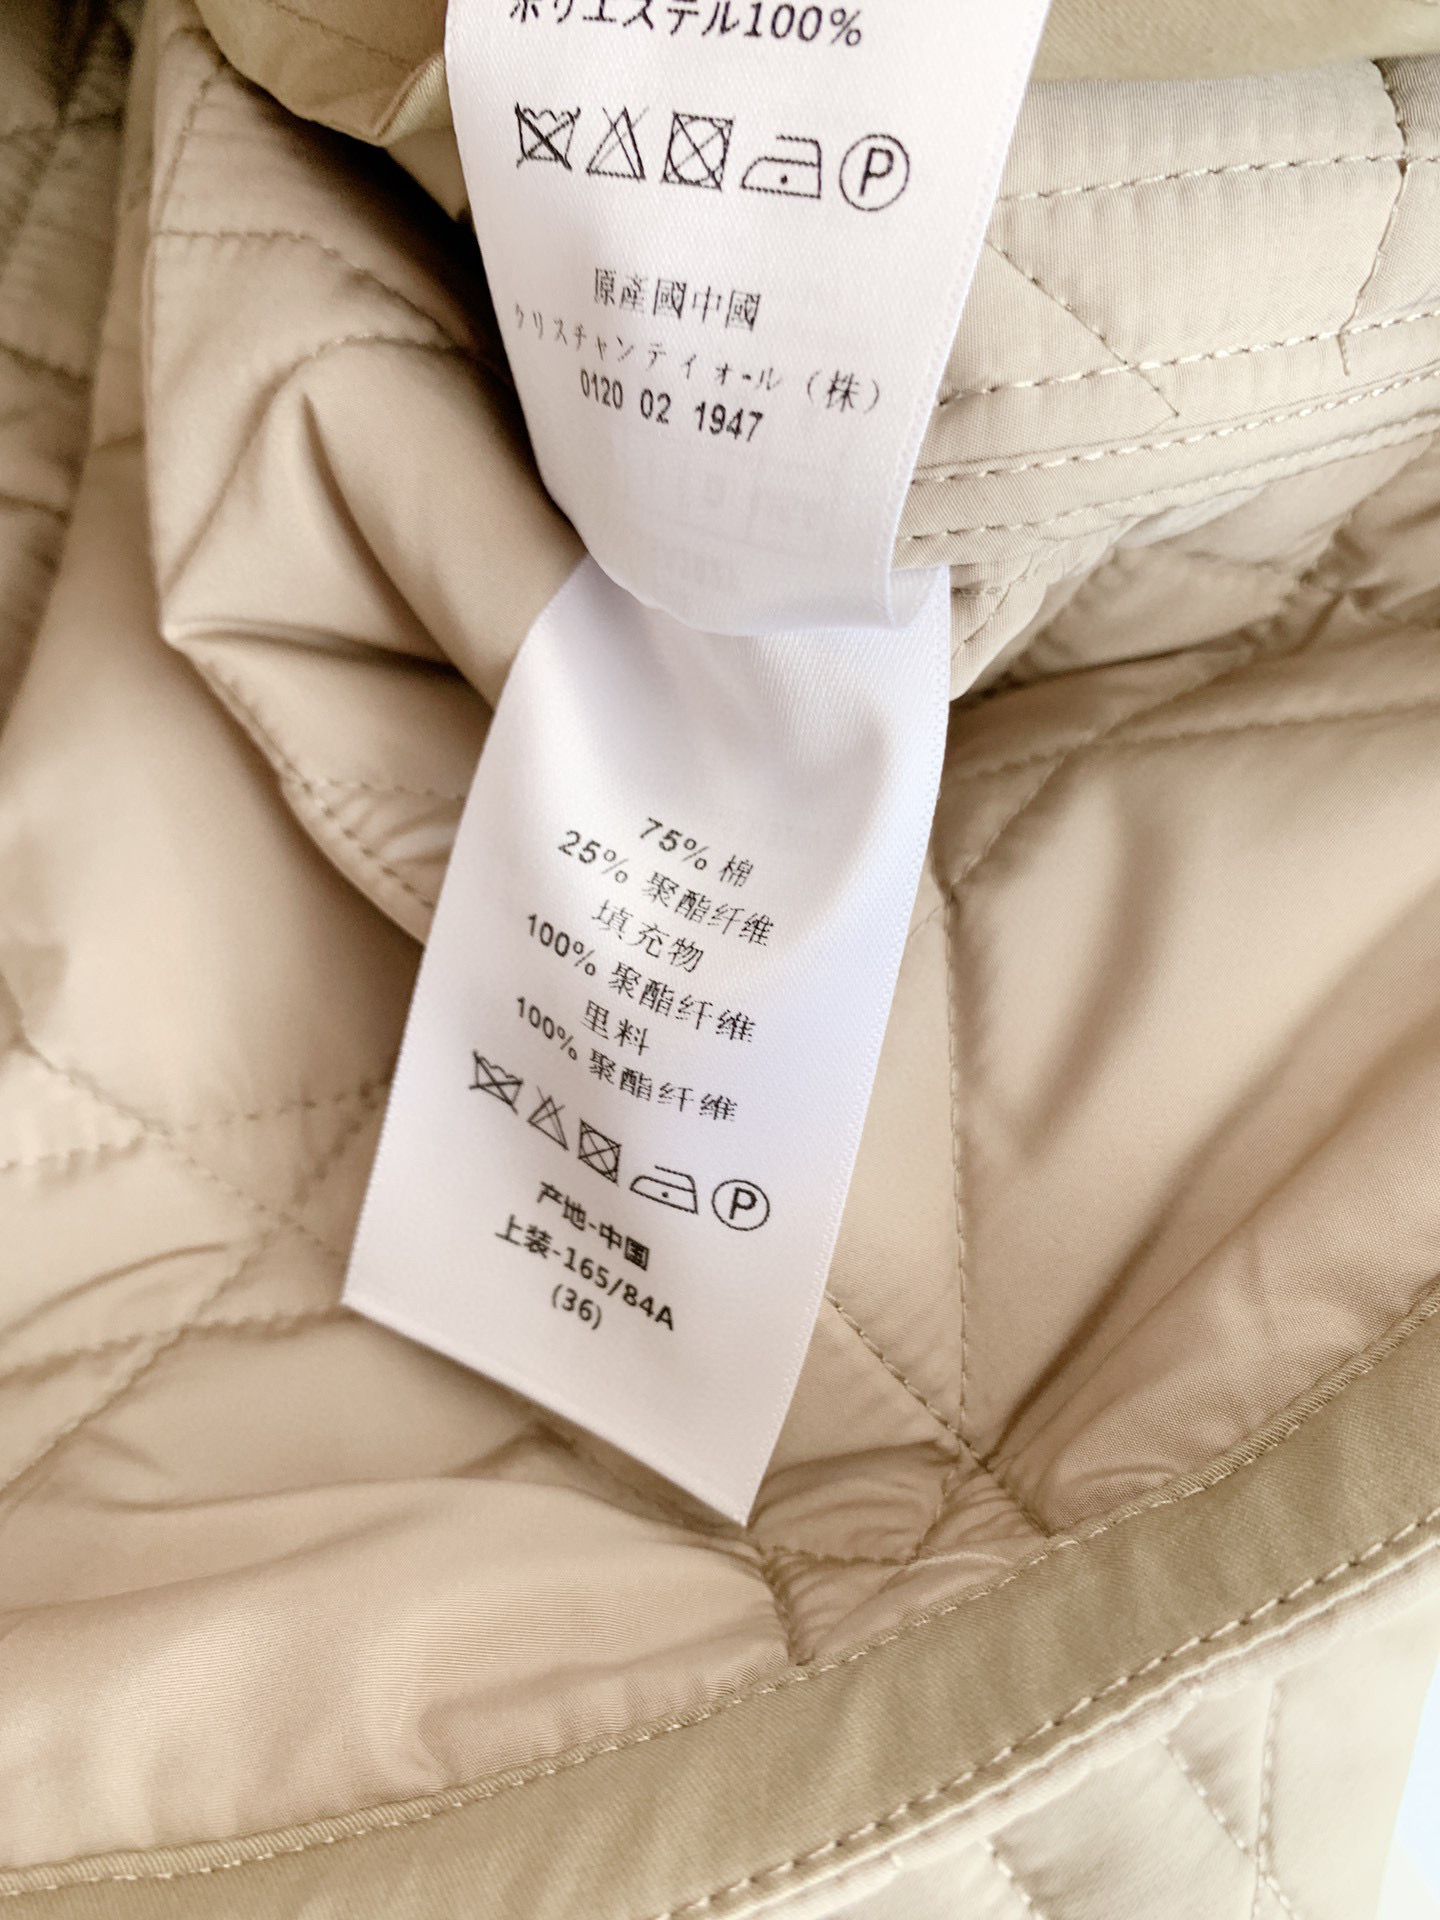 ポリエステル100%
P
原產國中國
クリスチャンディオール（株）
0120 02 1947
75% 棉
25% 聚酯纤维
填充物
100% 聚酯纤维
里料
100% 聚酯纤维
P
产地-中国
上装-165/84A
(36)